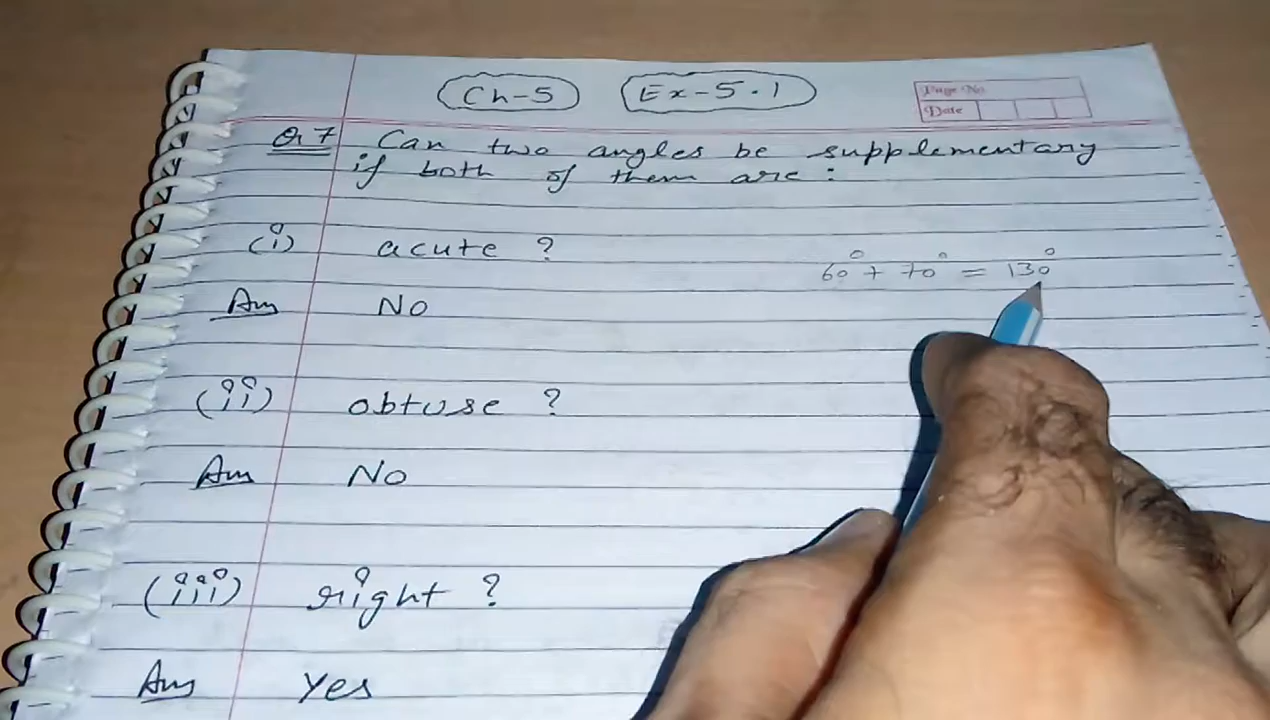 Ch-5 Ex-5.1
Page No.
Date
Q7 Can two angles be supplementary
if both of them are :
(i) acute ?
60° + 70° = 130°
Ans No
(ii) obtuse ?
Ans No
(iii) right ?
Ans Yes